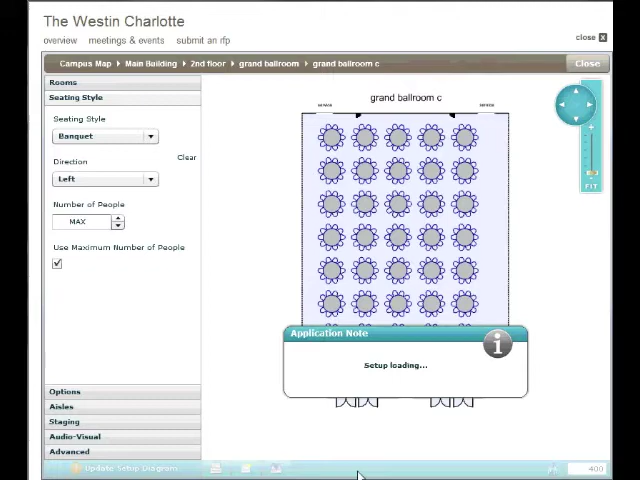 The Westin Charlotte
overview meetings & events submit an rfp
close X
Campus Map Main Building 2nd floor grand ballroom grand ballroom c
Close
Rooms
Seating Style
Seating Style
Banquet
Direction
Clear
Left
Number of People
MAX
Use Maximum Number of People
grand ballroom c
FIT
Application Note
Setup loading...
Options
Aisles
Staging
Audio-Visual
Advanced
Update Setup Diagram
400